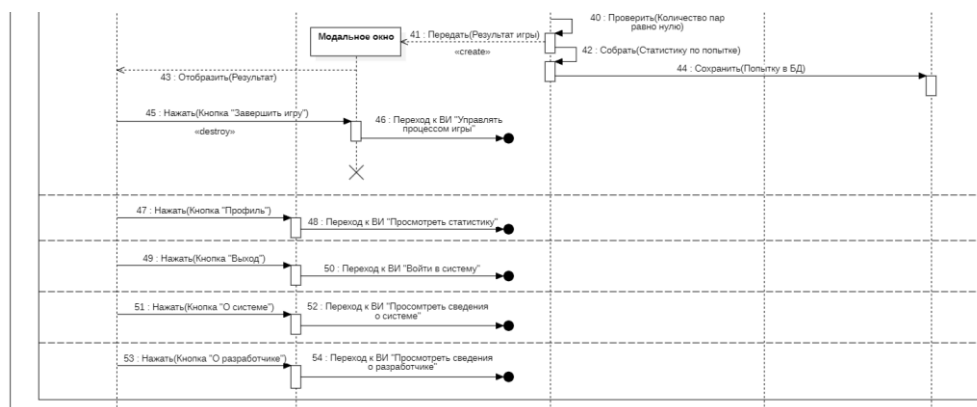 40 : Проверить(Количество пар
равно нулю)
41 : Передать(Результат игры)
«create»
Модальное окно
42 : Собрать(Статистику по попытке)
43 : Отобразить(Результат)
44 : Сохранить(Попытку в БД)
45 : Нажать(Кнопка "Завершить игру")
«destroy»
46 : Переход к ВИ "Управлять
процессом игры"
47 : Нажать(Кнопка "Профиль")
48 : Переход к ВИ "Просмотреть статистику"
49 : Нажать(Кнопка "Выход")
50 : Переход к ВИ "Войти в систему"
51 : Нажать(Кнопка "О системе")
52 : Переход к ВИ "Просомтреть сведения
о системе"
53 : Нажать(Кнопка "О разработчике")
54 : Переход к ВИ "Просмотреть сведения
о разработчике"